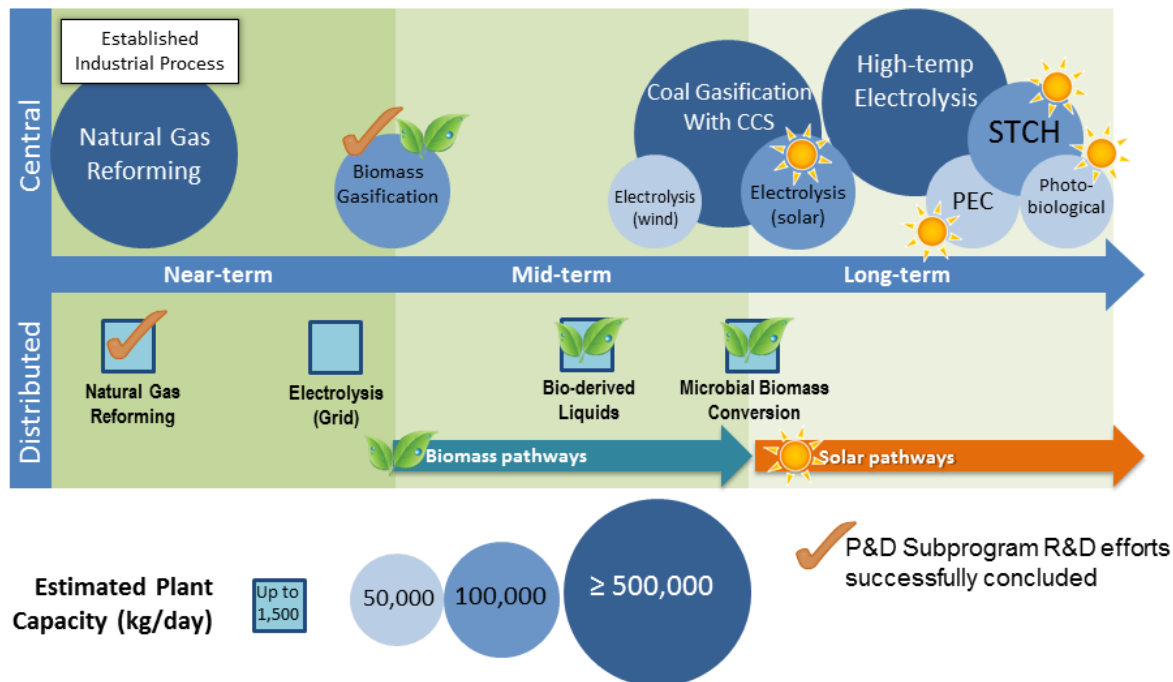 Central
Established
Industrial Process
Natural Gas
Reforming
Biomass
Gasification
Coal Gasification
With CCS
Electrolysis
(wind)
Electrolysis
(solar)
High-temp
Electrolysis
STCH
PEC
Photo-
biological
Near-term
Mid-term
Long-term
Distributed
Natural Gas
Reforming
Electrolysis
(Grid)
Bio-derived
Liquids
Microbial Biomass
Conversion
Biomass pathways
Solar pathways
Estimated Plant
Capacity (kg/day)
Up to
1,500
50,000
100,000
≥ 500,000
P&D Subprogram R&D efforts
successfully concluded